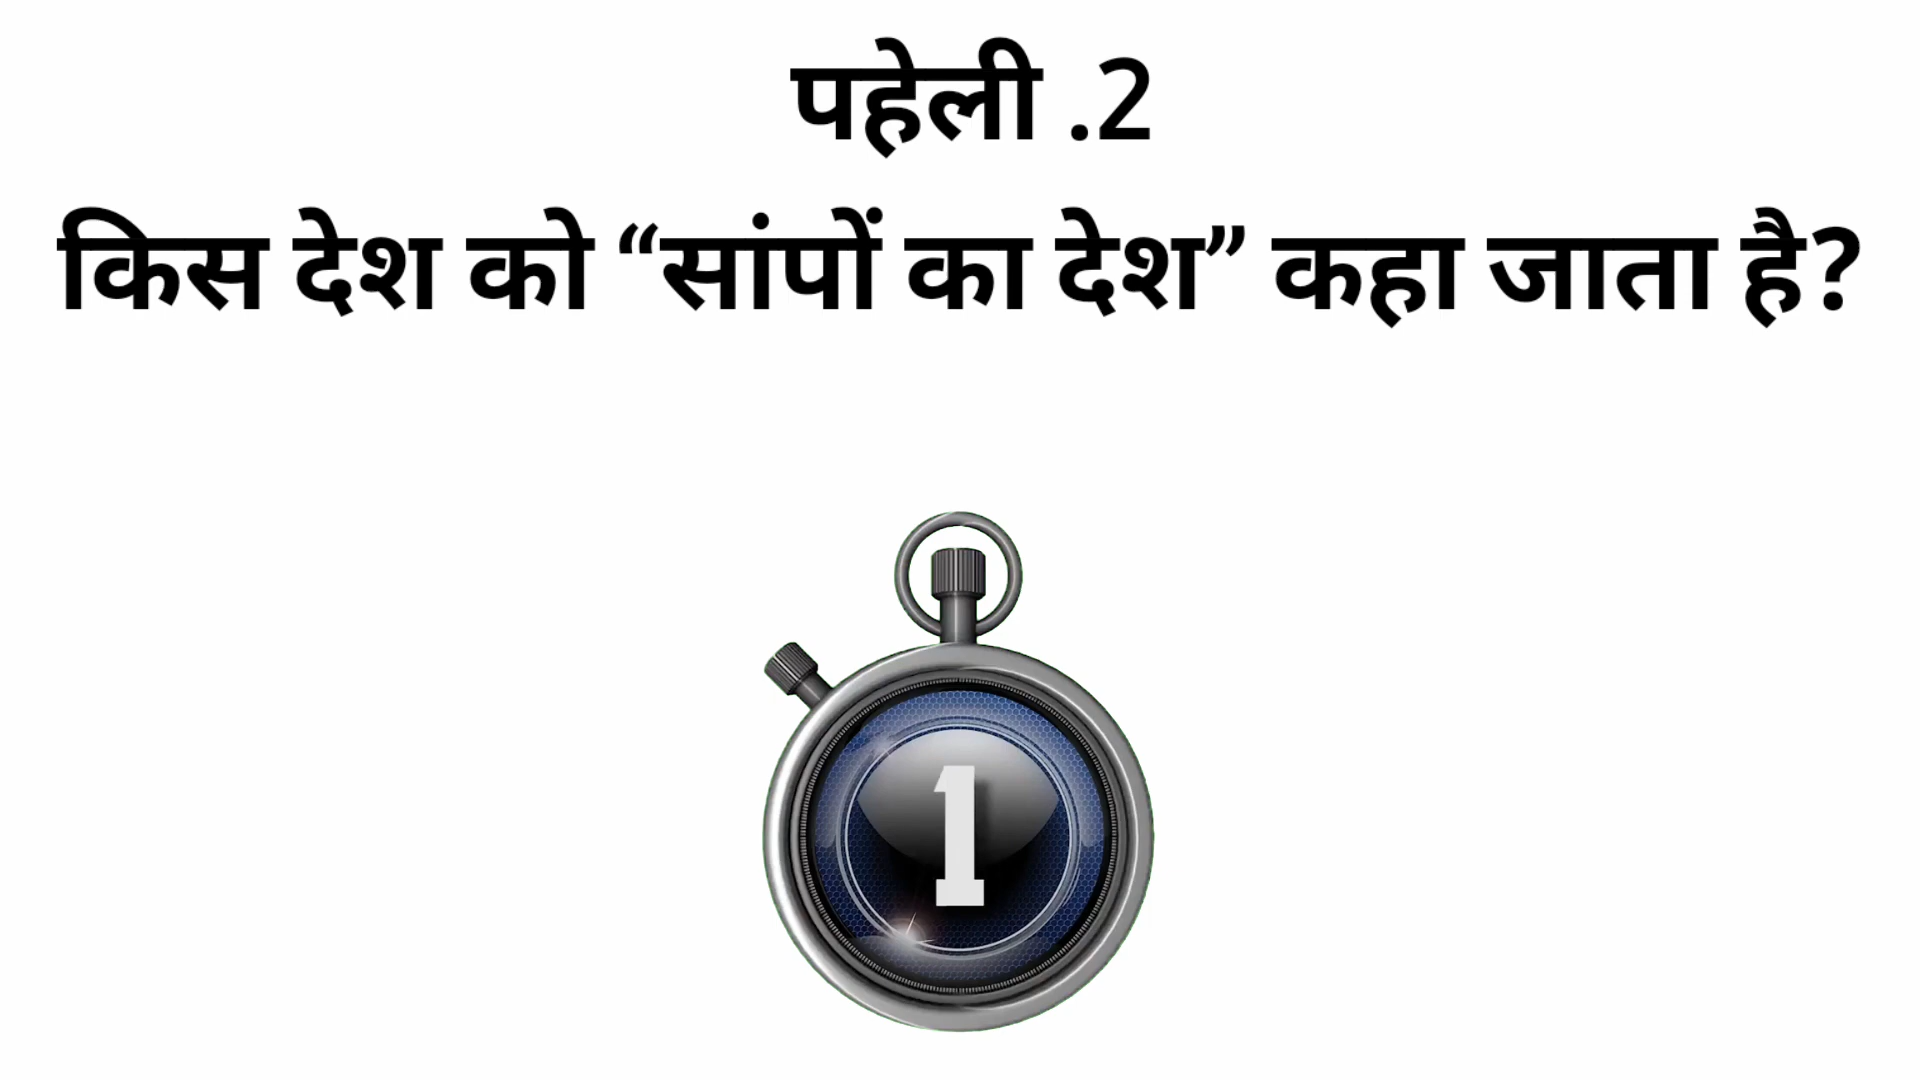 पहेली .2
किस देश को “सांपों का देश” कहा जाता है?
1